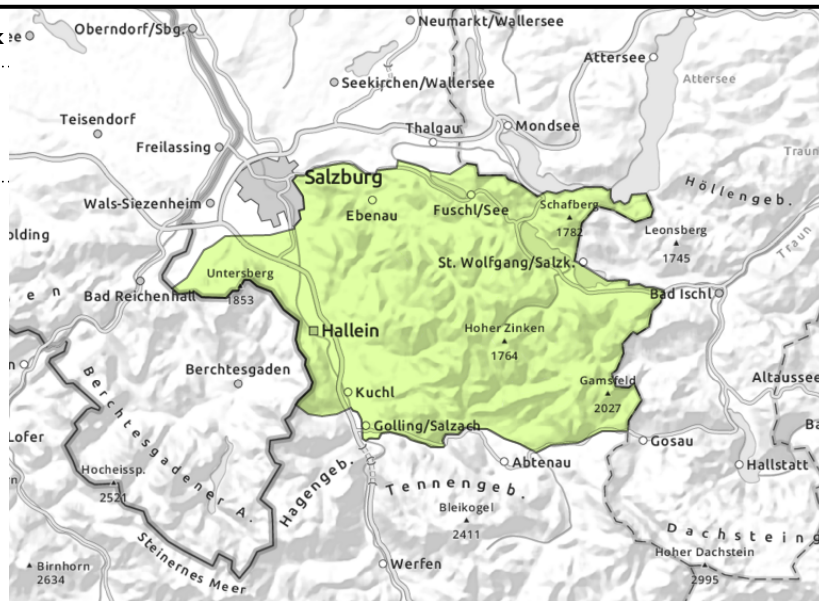 Neumarkt/Wallersee
Oberndorf/Sbg.
ee
Attersee
Attersee
Seekirchen/Wallersee
Teisendorf
Thalgau
Mondsee
Freilassing
Traun
Salzburg
Höllengeb.
Wals-Siezenheim
Ebenau
Fuschl/See
Schafberg
1782
Leonsberg
1745
olding
Traun
Untersberg
1853
St. Wolfgang/Salzk.
e n
Bad Reichenhall
Bad Ischl
Hallein
Hoher Zinken
1764
Berchtesgaden
Altaussee
Gamsfeld
2027
Kuchl
Berchtesgadener A.
Golling/Salzach
Lofer
Gosau
Hocheissp.
2521
Hagengeb.
Abtenau
Hallstatt
Tennengeb.
Bleikogel
2411
Dachsteing
Steinernes Meer
Hoher Dachstein
2995
Birnhorn
2634
Werfen